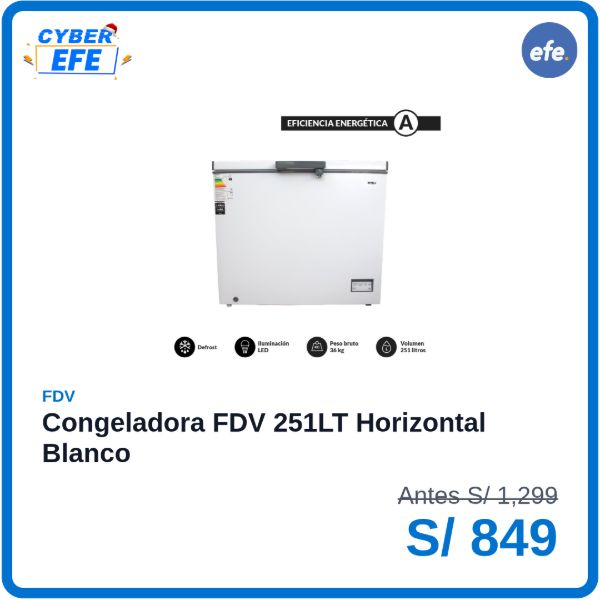 CYBER
EFE
efe.
EFICIENCIA ENERGÉTICA A
Defrost
Iluminación
LED
Peso bruto
36 kg
Volumen
251 litros
FDV
Congeladora FDV 251LT Horizontal
Blanco
Antes S/ 1,299
S/ 849